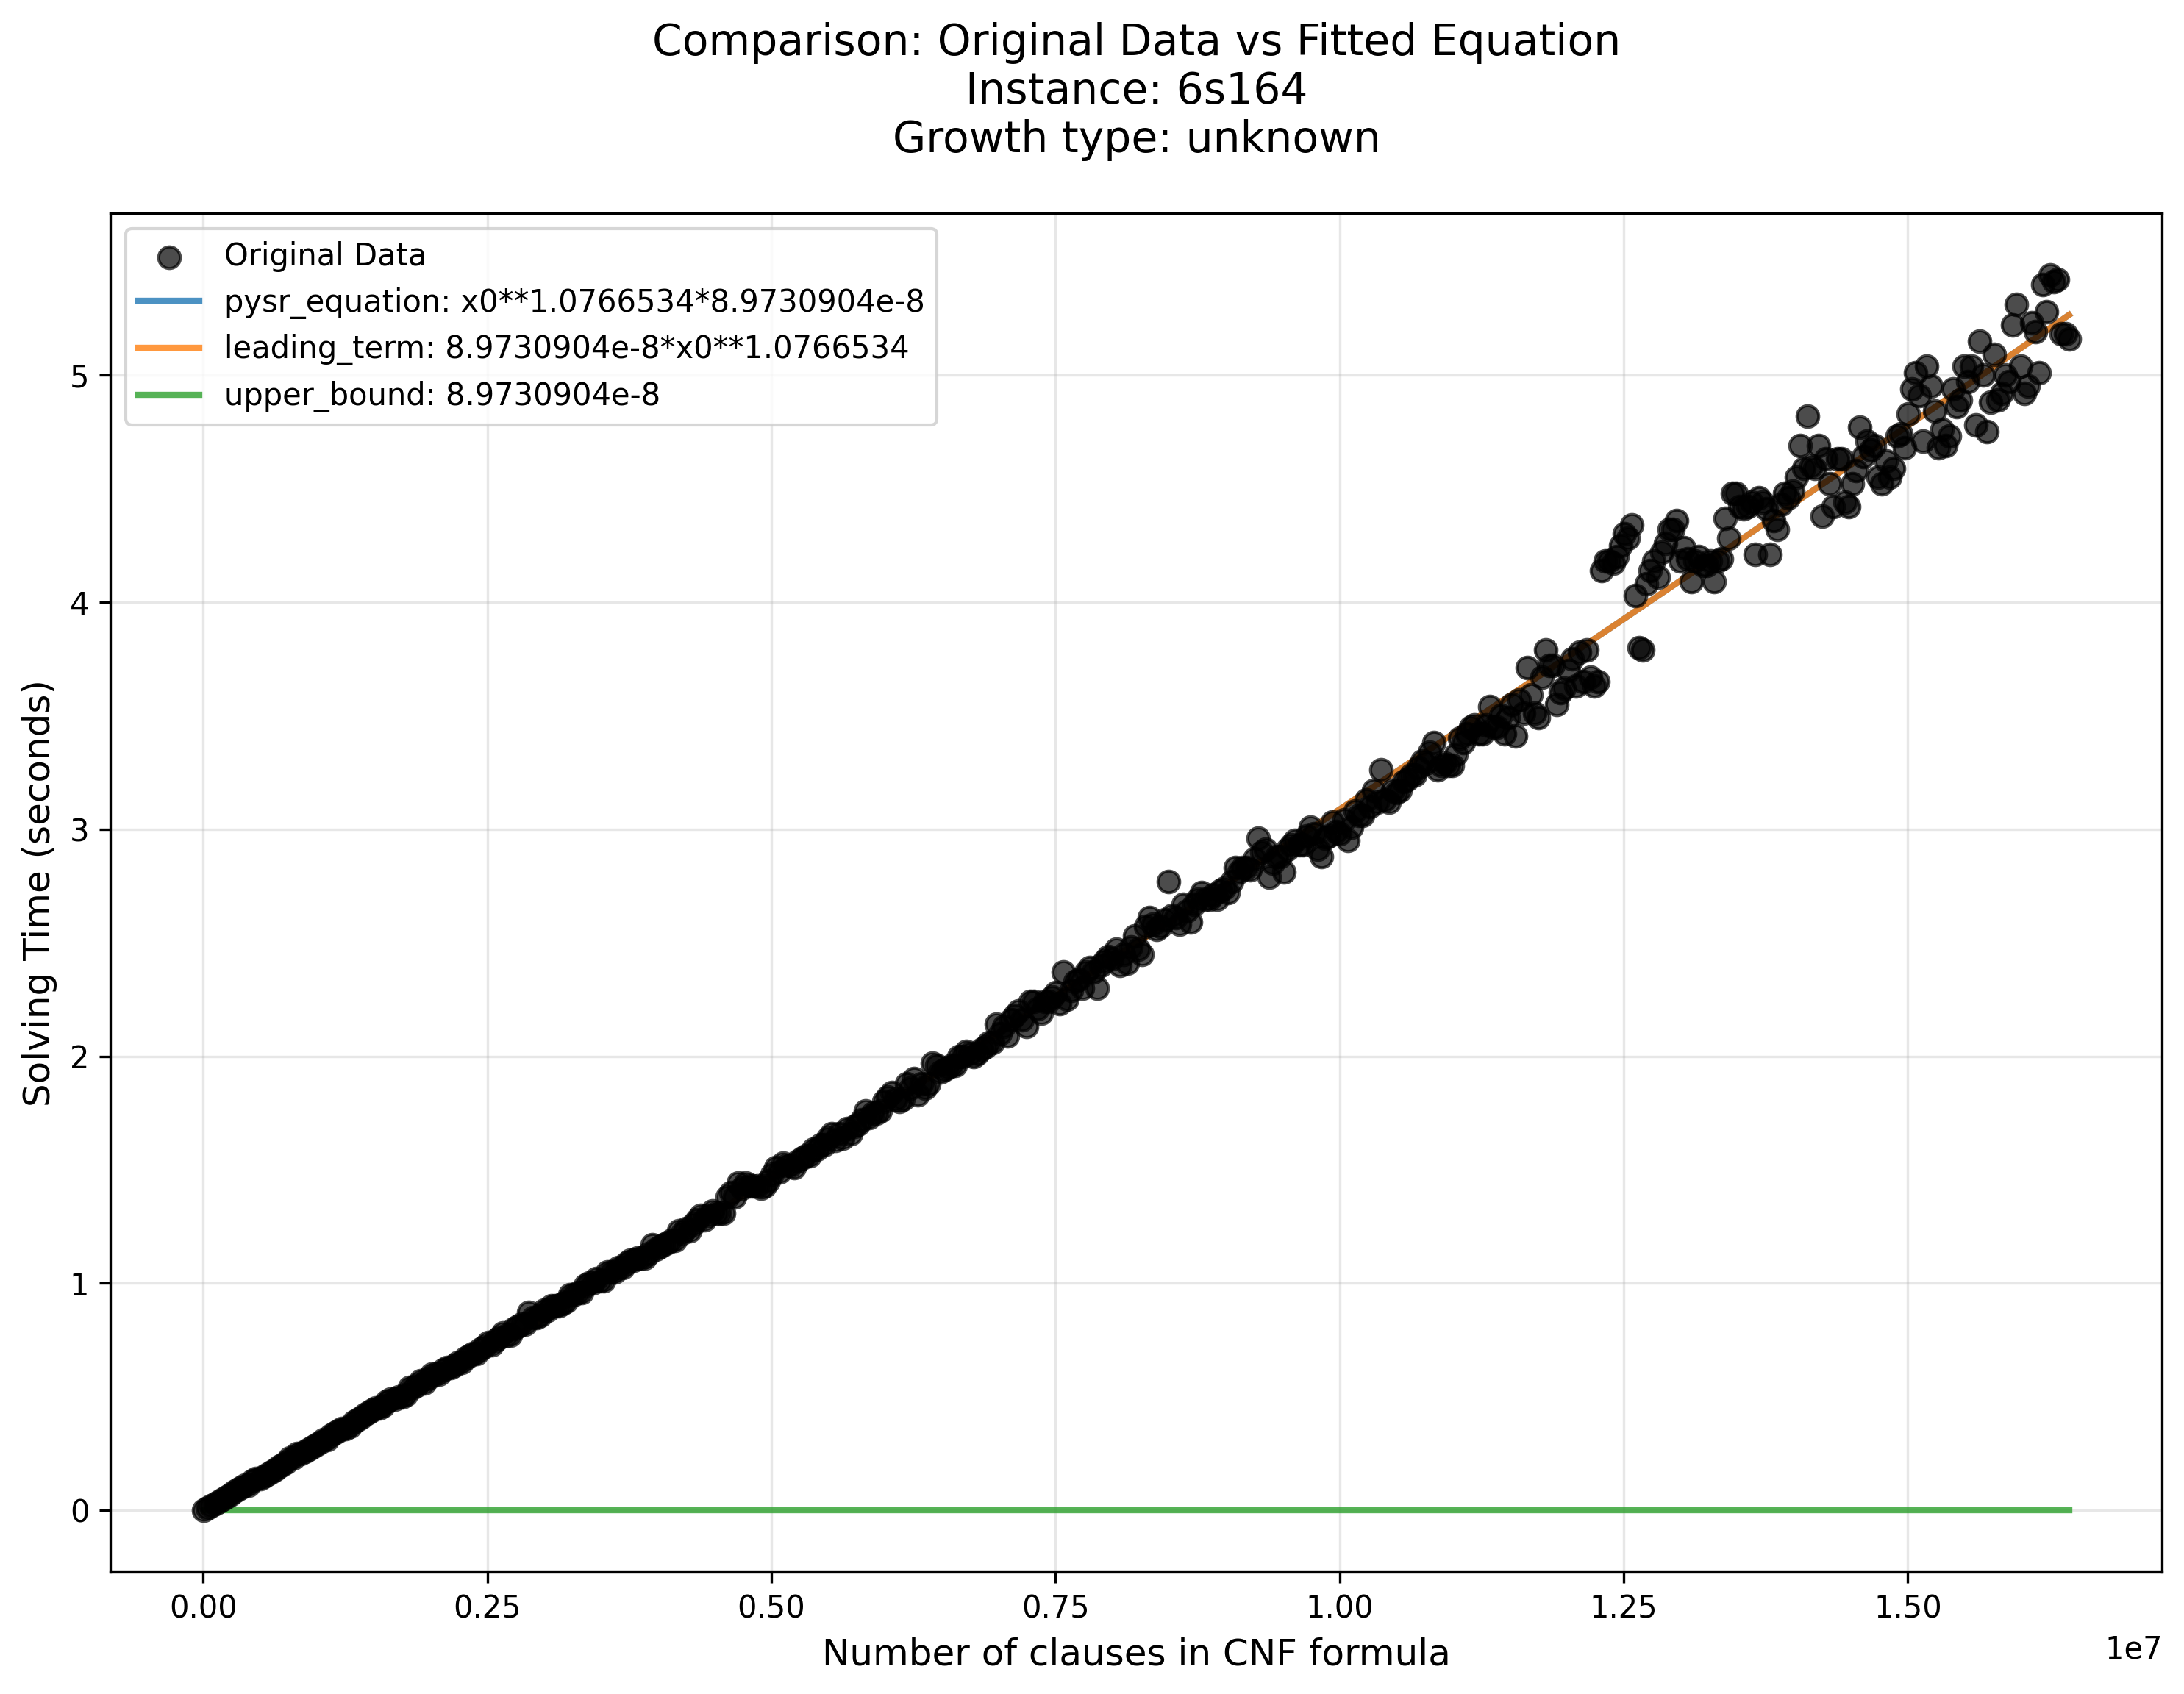 Comparison: Original Data vs Fitted Equation
Instance: 6s164
Growth type: unknown
Original Data
pysr_equation: x0**1.0766534*8.9730904e-8
leading_term: 8.9730904e-8*x0**1.0766534
upper_bound: 8.9730904e-8
5
4
3
2
1
0
Solving Time (seconds)
0.00 0.25 0.50 0.75 1.00 1.25 1.50
1e7
Number of clauses in CNF formula